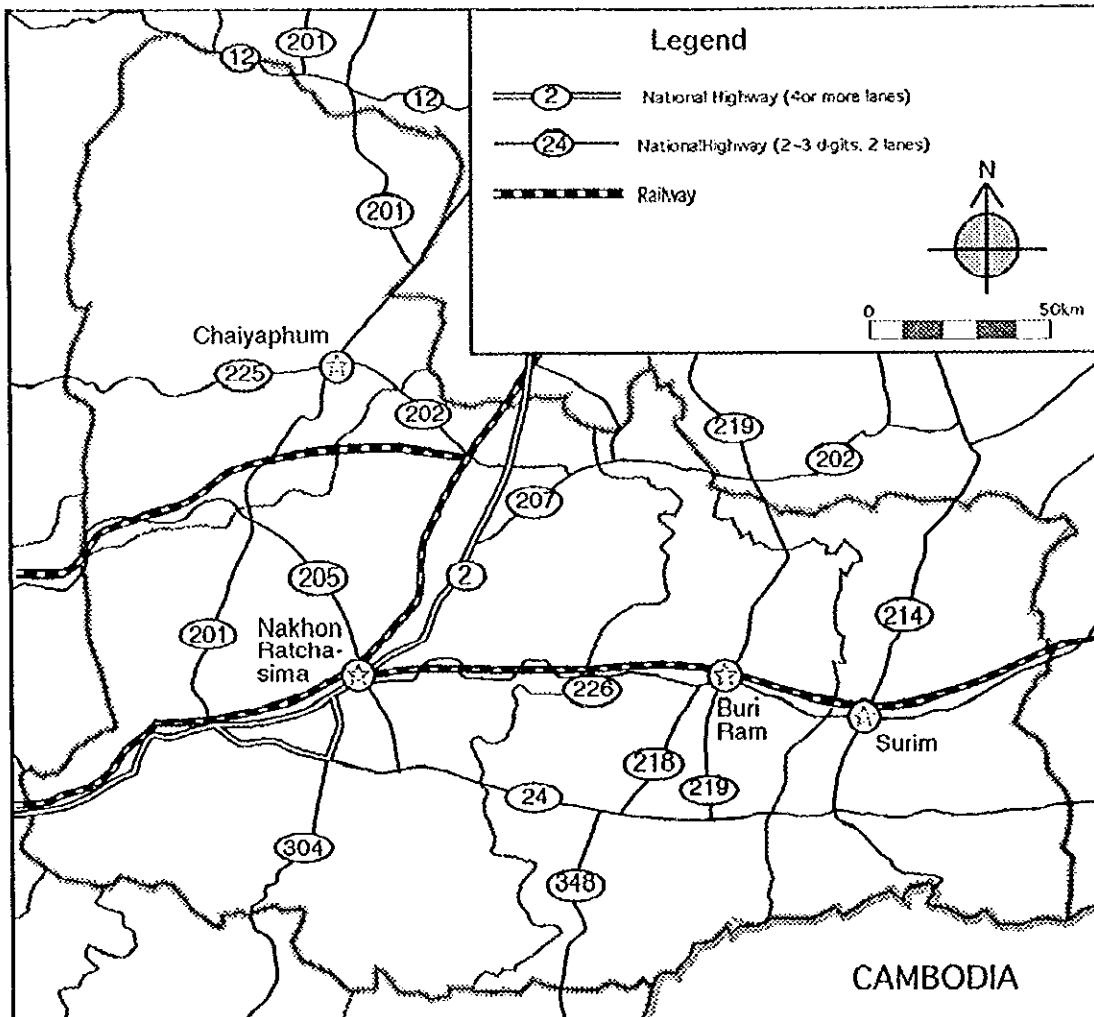 201
12
12
201
Legend
2 National Highway (4or more lanes)
24 NationalHighway (2~3 d-gits, 2 lanes)
Railway
N
0 50km
Chaiyaphum
225
202
219
202
207
205
2
201
214
Nakhon
Ratcha-
sima
226
Buri
Ram
Surim
218
219
24
304
348
CAMBODIA